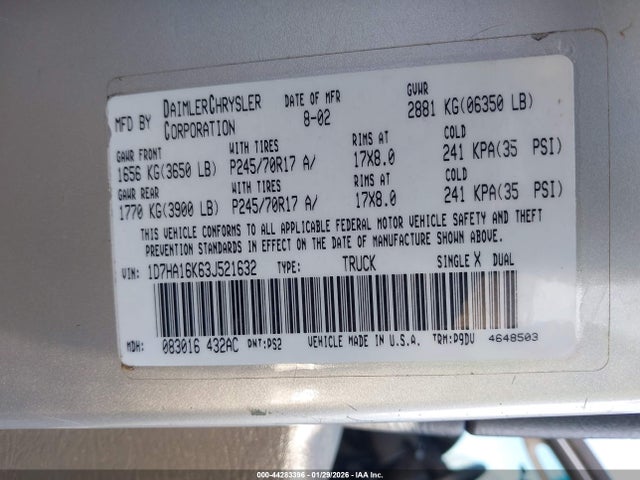 MFD BY DAIMLERCHRYSLER CORPORATION DATE OF MFR 8-02 GVWR 2881 KG(06350 LB)
GAWR FRONT WITH TIRES RIMS AT COLD
1656 KG(3650 LB) P245/70R17 A/ 17X8.0 241 KPA(35 PSI)
GAWR REAR WITH TIRES RIMS AT COLD
1770 KG(3900 LB) P245/70R17 A/ 17X8.0 241 KPA(35 PSI)
THIS VEHICLE CONFORMS TO ALL APPLICABLE FEDERAL MOTOR VEHICLE SAFETY AND THEFT
PREVENTION STANDARDS IN EFFECT ON THE DATE OF MANUFACTURE SHOWN ABOVE.
VIN: 1D7HA16K63J521632 TYPE: TRUCK SINGLE X DUAL
MDH: 083016 432AC PNT:PS2 VEHICLE MADE IN U.S.A. TRM:D9DV 4648503
000-44283396 - 01/29/2026 - IAA Inc.